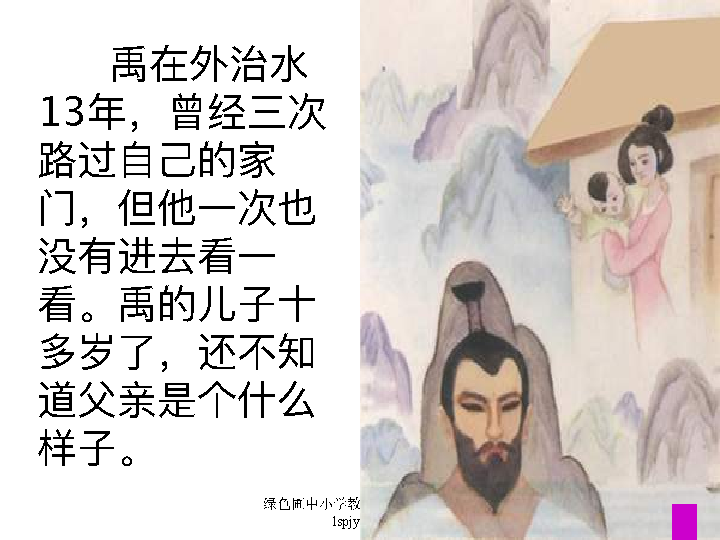 禹在外治水
13年，曾经三次
路过自己的家
门，但他一次也
没有进去看一
看。禹的儿子十
多岁了，还不知
道父亲是个什么
样子。
绿色圃中小学教
lspjy